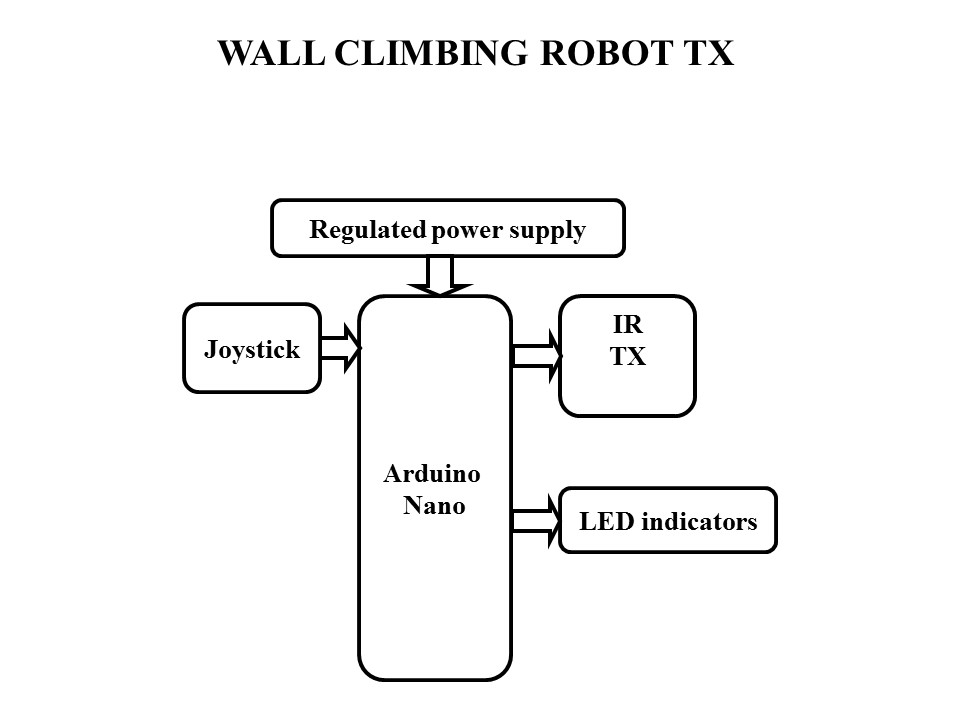 WALL CLIMBING ROBOT TX
Regulated power supply
Joystick
IR
TX
Arduino
Nano
LED indicators